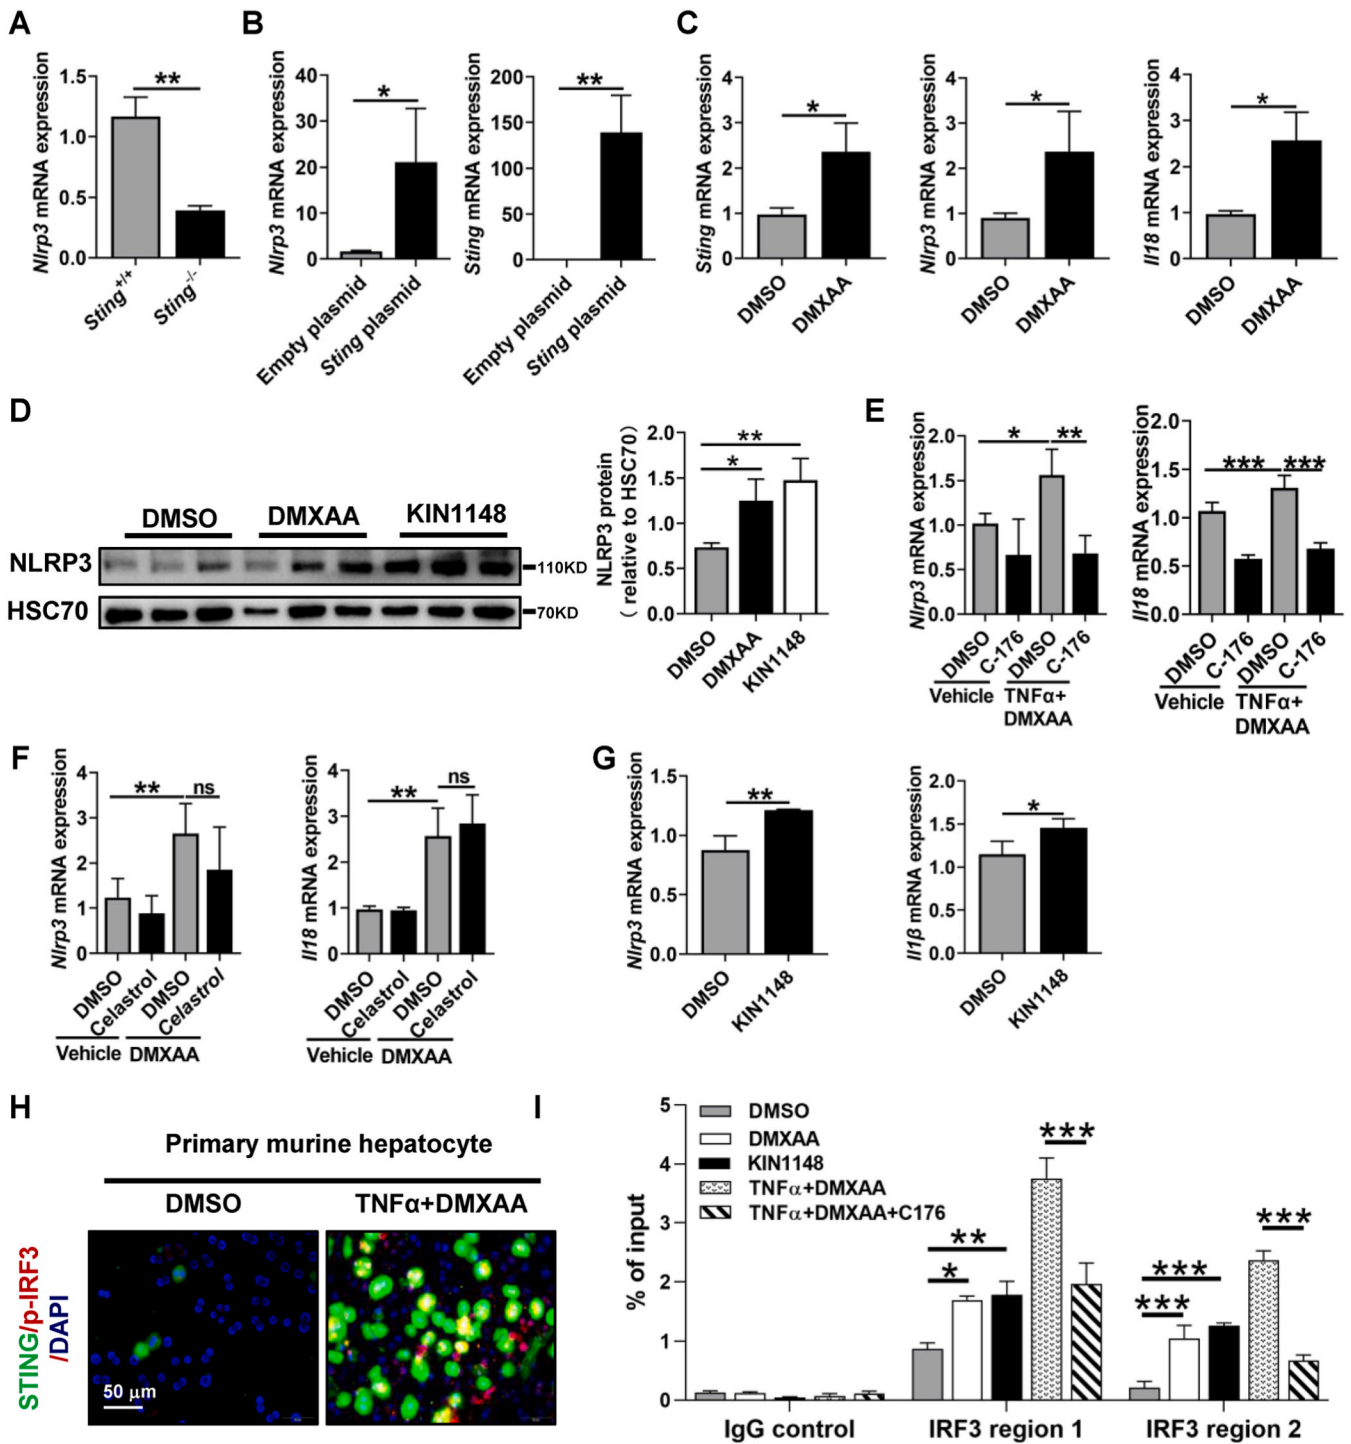 A
Nlrp3 mRNA expression
1.5
1.0
0.5
0.0
**
Sting+/+
Sting-/-
B
Nlrp3 mRNA expression
40
30
20
10
0
*
Empty plasmid
Sting plasmid
Sting mRNA expression
200
150
100
50
0
**
Empty plasmid
Sting plasmid
C
Sting mRNA expression
4
3
2
1
0
*
DMSO
DMXAA
Nlrp3 mRNA expression
4
3
2
1
0
*
DMSO
DMXAA
Il18 mRNA expression
4
3
2
1
0
*
DMSO
DMXAA
D
DMSO
DMXAA
KIN1148
NLRP3
110KD
HSC70
70KD
NLRP3 protein
( relative to HSC70)
2.0
1.5
1.0
0.5
0.0
**
*
DMSO
DMXAA
KIN1148
E
Nlrp3 mRNA expression
2.0
1.5
1.0
0.5
0.0
* **
DMSO
C-176
DMSO
C-176
Vehicle
TNFα+
DMXAA
Il18 mRNA expression
2.0
1.5
1.0
0.5
0.0
*** ***
DMSO
C-176
DMSO
C-176
Vehicle
TNFα+
DMXAA
F
Nlrp3 mRNA expression
4
3
2
1
0
** ns
DMSO
Celastrol
DMSO
Celastrol
Vehicle DMXAA
Il18 mRNA expression
4
3
2
1
0
** ns
DMSO
Celastrol
DMSO
Celastrol
Vehicle DMXAA
G
Nlrp3 mRNA expression
1.5
1.0
0.5
0.0
**
DMSO
KIN1148
Il1β mRNA expression
2.0
1.5
1.0
0.5
0.0
*
DMSO
KIN1148
H
Primary murine hepatocyte
DMSO TNFα+DMXAA
STING/p-IRF3
/DAPI
50 μm
I
% of input
5
4
3
2
1
0
DMSO
DMXAA
KIN1148
TNFα+DMXAA
TNFα+DMXAA+C176
**
*
***
***
***
***
IgG control
IRF3 region 1
IRF3 region 2